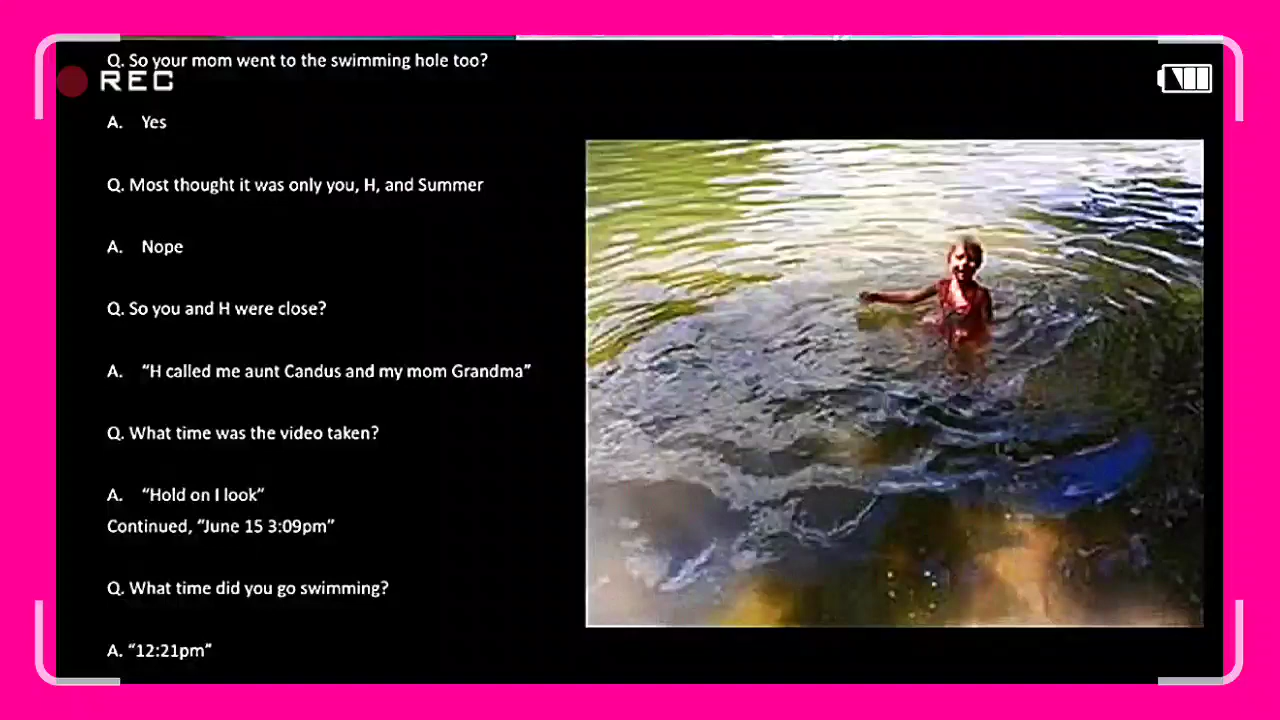 Q. So your mom went to the swimming hole too?
REC
A. Yes
Q. Most thought it was only you, H, and Summer
A. Nope
Q. So you and H were close?
A. “H called me aunt Candus and my mom Grandma”
Q. What time was the video taken?
A. “Hold on I look”
Continued, “June 15 3:09pm”
Q. What time did you go swimming?
A. “12:21pm”